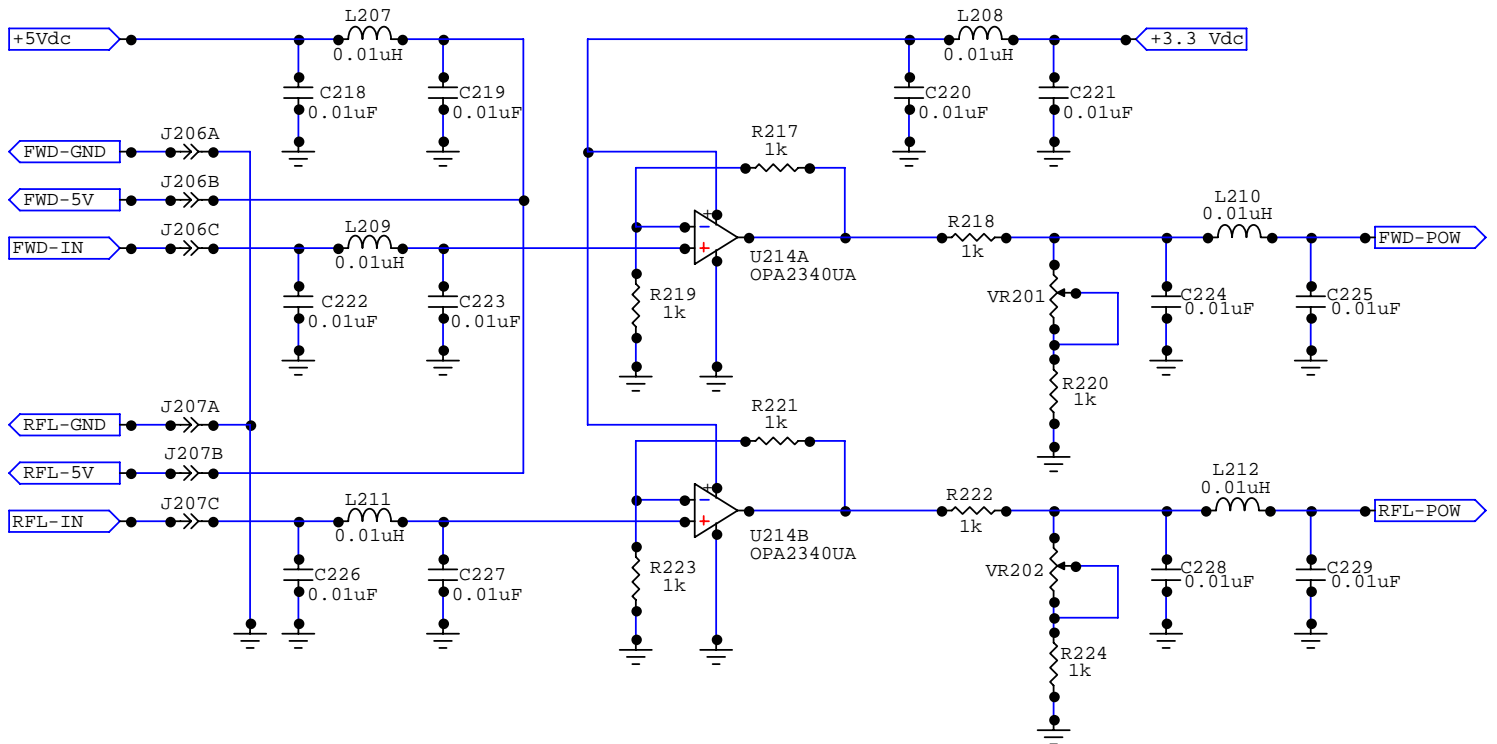 L207
L208
+5Vdc
+3.3 Vdc
0.01uH
0.01uH
C218
0.01uF
C219
0.01uF
C220
0.01uF
C221
0.01uF
J206A
FWD-GND
R217
1k
J206B
FWD-5V
J206C
FWD-IN
L209
0.01uH
+
−
+
U214A
OPA2340UA
R218
1k
L210
0.01uH
FWD-POW
C222
0.01uF
C223
0.01uF
R219
1k
VR201
C224
0.01uF
C225
0.01uF
R220
1k
J207A
RFL-GND
R221
1k
J207B
RFL-5V
J207C
RFL-IN
L211
0.01uH
+
−
+
U214B
OPA2340UA
R222
1k
L212
0.01uH
RFL-POW
C226
0.01uF
C227
0.01uF
R223
1k
VR202
C228
0.01uF
C229
0.01uF
R224
1k